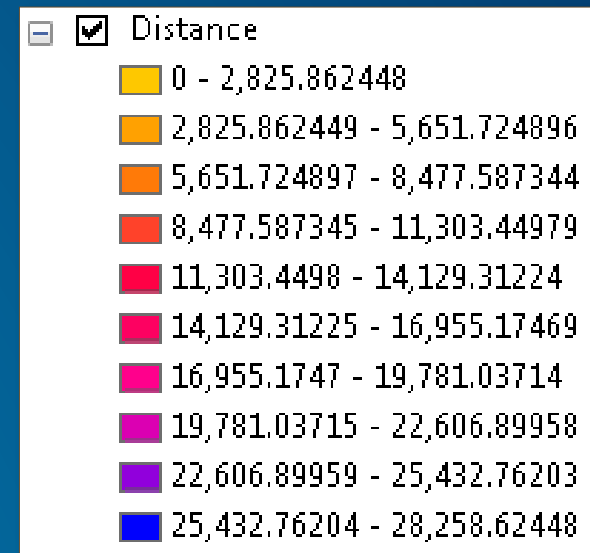 Distance
0 - 2,825.862448
2,825.862449 - 5,651.724896
5,651.724897 - 8,477.587344
8,477.587345 - 11,303.44979
11,303.4498 - 14,129.31224
14,129.31225 - 16,955.17469
16,955.1747 - 19,781.03714
19,781.03715 - 22,606.89958
22,606.89959 - 25,432.76203
25,432.76204 - 28,258.62448